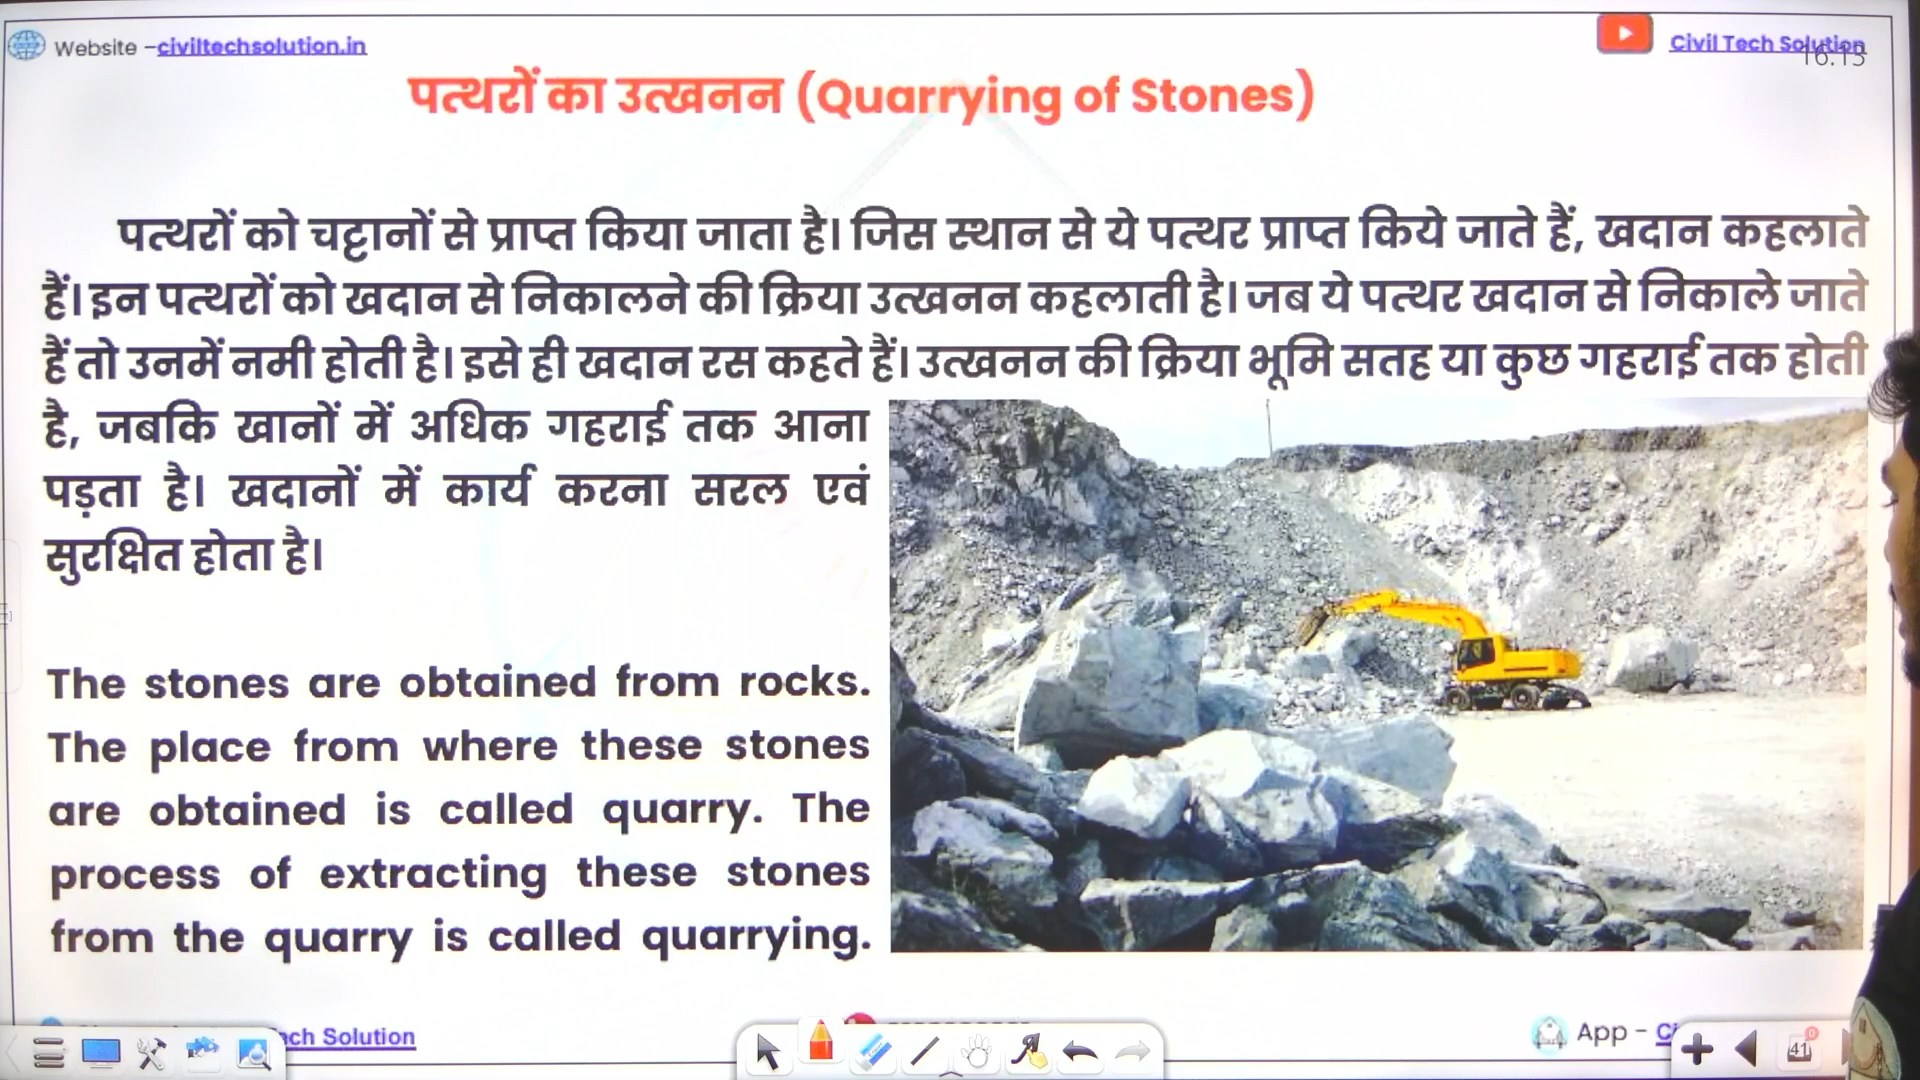 Website –civiltechsolution.in
Civil Tech Solution
16:15
पत्थरों का उत्खनन (Quarrying of Stones)
पत्थरों को चट्टानों से प्राप्त किया जाता है। जिस स्थान से ये पत्थर प्राप्त किये जाते हैं, खदान कहलाते
हैं। इन पत्थरों को खदान से निकालने की क्रिया उत्खनन कहलाती है। जब ये पत्थर खदान से निकाले जाते
हैं तो उनमें नमी होती है। इसे ही खदान रस कहते हैं। उत्खनन की क्रिया भूमि सतह या कुछ गहराई तक होती
है, जबकि खानों में अधिक गहराई तक आना
पड़ता है। खदानों में कार्य करना सरल एवं
सुरक्षित होता है।
The stones are obtained from rocks.
The place from where these stones
are obtained is called quarry. The
process of extracting these stones
from the quarry is called quarrying.
Solution
App –
41